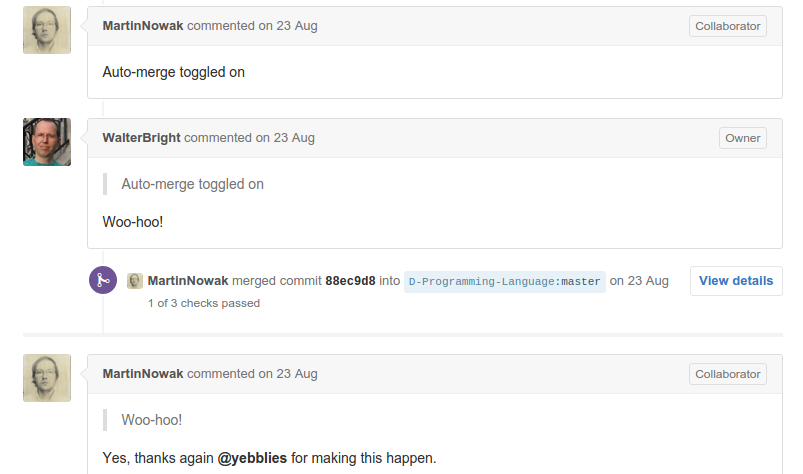 MartinNowak commented on 23 Aug Collaborator
Auto-merge toggled on
WalterBright commented on 23 Aug Owner
Auto-merge toggled on
Woo-hoo!
MartinNowak merged commit 88ec9d8 into D-Programming-Language:master on 23 Aug View details
1 of 3 checks passed
MartinNowak commented on 23 Aug Collaborator
Woo-hoo!
Yes, thanks again @yebblies for making this happen.